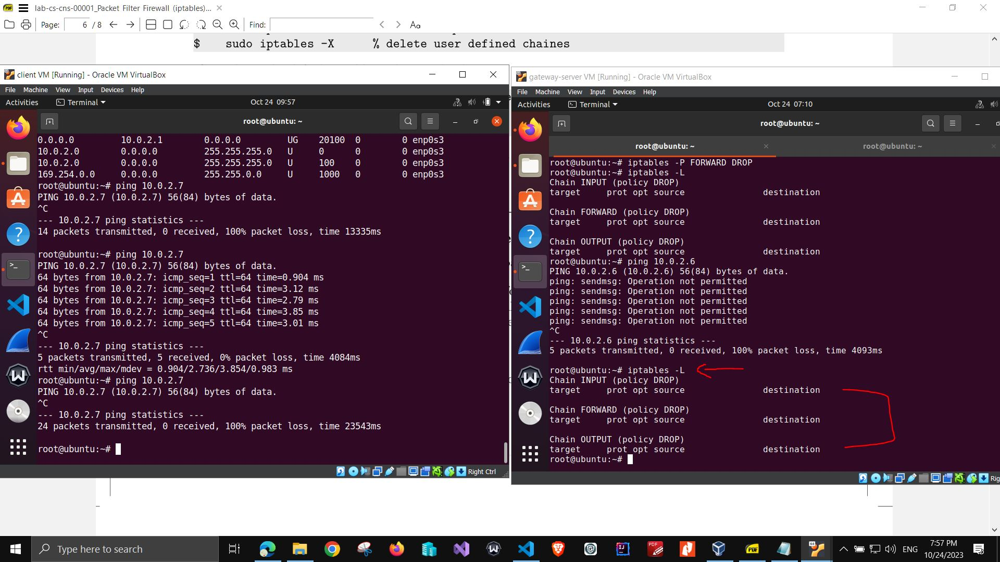 lab-cs-cns-00001_Packet Filter Firewall (iptables)...
Page: 6 / 8 Find: Aa
$ sudo iptables -X % delete user defined chaines
client VM [Running] - Oracle VM VirtualBox
File Machine View Input Devices Help
Activities Terminal Oct 24 09:57
root@ubuntu: ~
0.0.0.0 10.0.2.1 0.0.0.0 UG 20100 0 0 enp0s3
10.0.2.0 0.0.0.0 255.255.255.0 U 0 0 0 enp0s3
10.0.2.0 0.0.0.0 255.255.255.0 U 100 0 0 enp0s3
169.254.0.0 0.0.0.0 255.255.0.0 U 1000 0 0 enp0s3
root@ubuntu:~# ping 10.0.2.7
PING 10.0.2.7 (10.0.2.7) 56(84) bytes of data.
^C
--- 10.0.2.7 ping statistics ---
14 packets transmitted, 0 received, 100% packet loss, time 13335ms
root@ubuntu:~# ping 10.0.2.7
PING 10.0.2.7 (10.0.2.7) 56(84) bytes of data.
64 bytes from 10.0.2.7: icmp_seq=1 ttl=64 time=0.904 ms
64 bytes from 10.0.2.7: icmp_seq=2 ttl=64 time=3.12 ms
64 bytes from 10.0.2.7: icmp_seq=3 ttl=64 time=2.79 ms
64 bytes from 10.0.2.7: icmp_seq=4 ttl=64 time=3.85 ms
64 bytes from 10.0.2.7: icmp_seq=5 ttl=64 time=3.01 ms
^C
--- 10.0.2.7 ping statistics ---
5 packets transmitted, 5 received, 0% packet loss, time 4084ms
rtt min/avg/max/mdev = 0.904/2.736/3.854/0.983 ms
root@ubuntu:~# ping 10.0.2.7
PING 10.0.2.7 (10.0.2.7) 56(84) bytes of data.
^C
--- 10.0.2.7 ping statistics ---
24 packets transmitted, 0 received, 100% packet loss, time 23543ms
root@ubuntu:~#
Right Ctrl
gateway-server VM [Running] - Oracle VM VirtualBox
File Machine View Input Devices Help
Activities Terminal Oct 24 07:10
root@ubuntu: ~
root@ubuntu: ~ root@ubuntu: ~
root@ubuntu:~# iptables -P FORWARD DROP
root@ubuntu:~# iptables -L
Chain INPUT (policy DROP)
target prot opt source destination
Chain FORWARD (policy DROP)
target prot opt source destination
Chain OUTPUT (policy DROP)
target prot opt source destination
root@ubuntu:~# ping 10.0.2.6
PING 10.0.2.6 (10.0.2.6) 56(84) bytes of data.
ping: sendmsg: Operation not permitted
ping: sendmsg: Operation not permitted
ping: sendmsg: Operation not permitted
ping: sendmsg: Operation not permitted
ping: sendmsg: Operation not permitted
^C
--- 10.0.2.6 ping statistics ---
5 packets transmitted, 0 received, 100% packet loss, time 4093ms
root@ubuntu:~# iptables -L
Chain INPUT (policy DROP)
target prot opt source destination
Chain FORWARD (policy DROP)
target prot opt source destination
Chain OUTPUT (policy DROP)
target prot opt source destination
root@ubuntu:~#
Rig
Type here to search
ENG
7:57 PM
10/24/2023